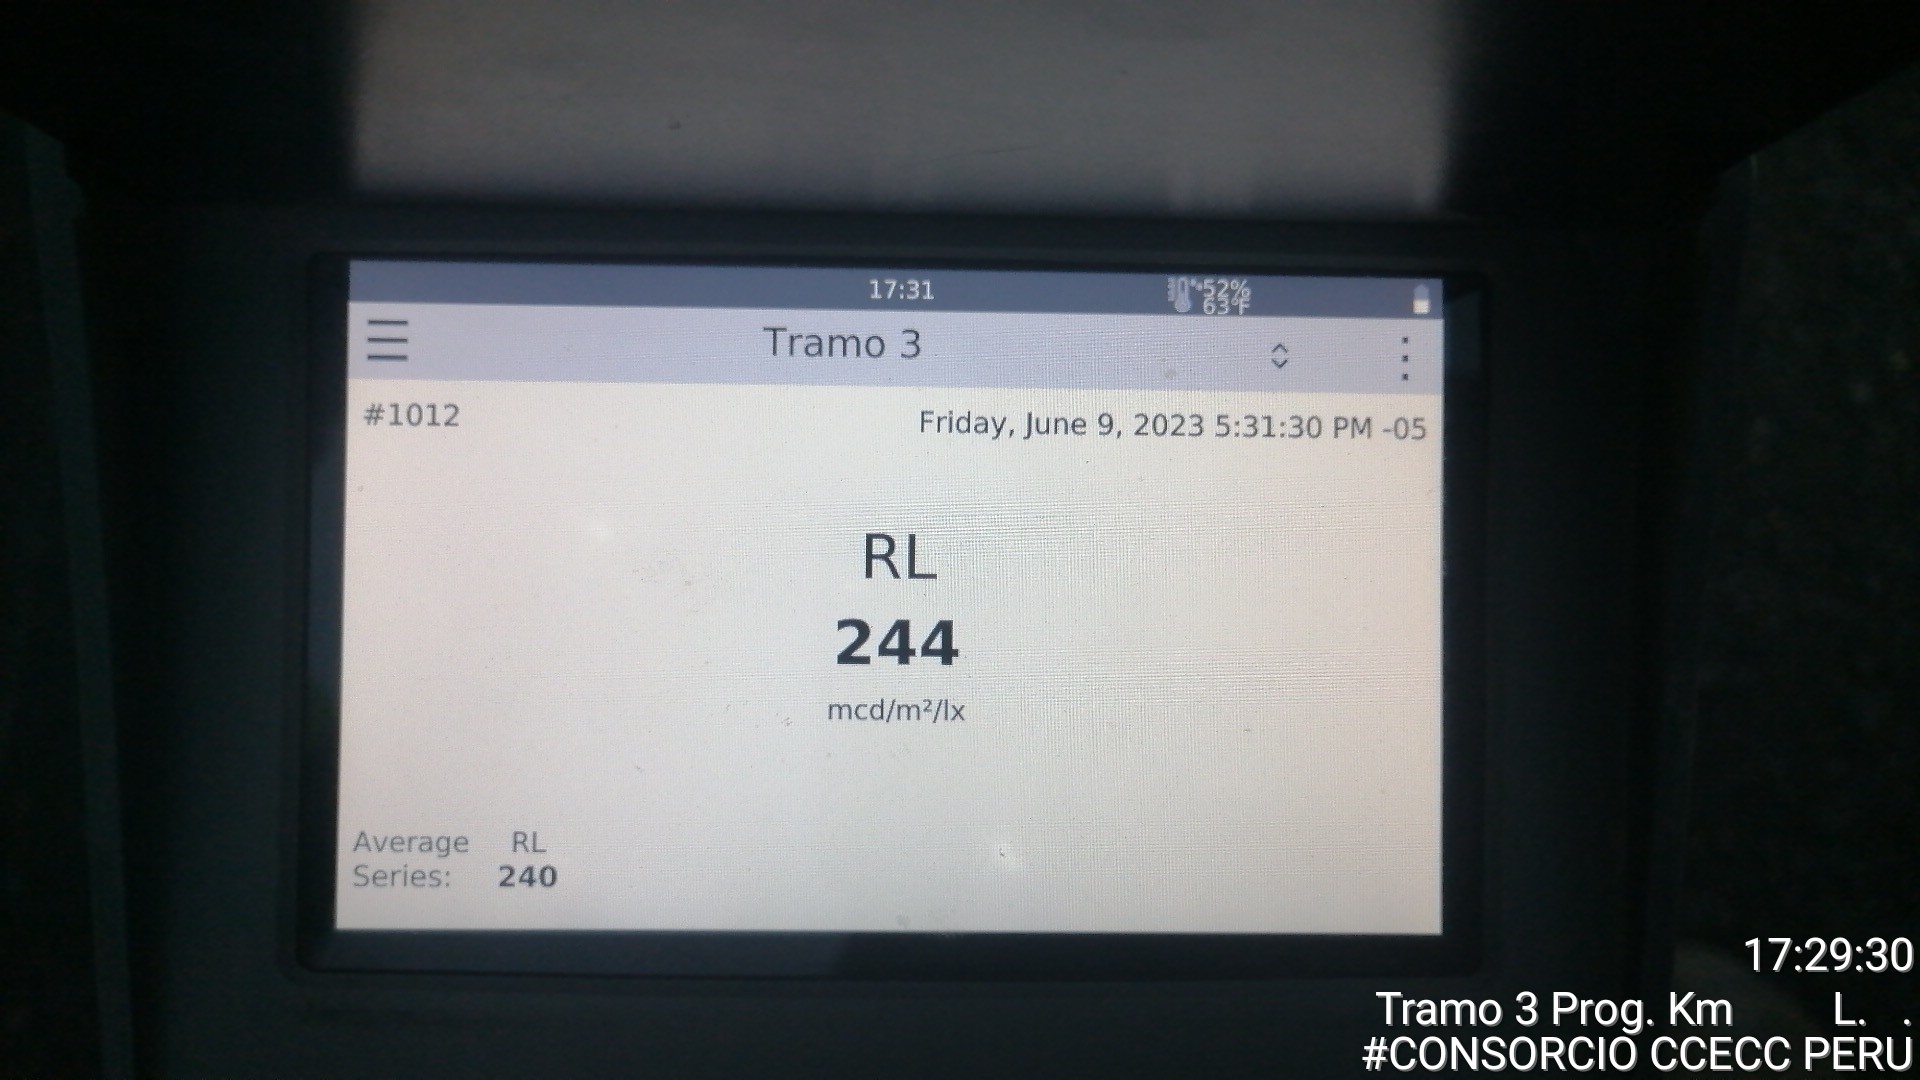 17:31
52%
63°F
Tramo 3
#1012
Friday, June 9, 2023 5:31:30 PM -05
RL
244
mcd/m²/lx
Average RL
Series: 240
17:29:30
Tramo 3 Prog. Km L. .
#CONSORCIO CCECC PERU